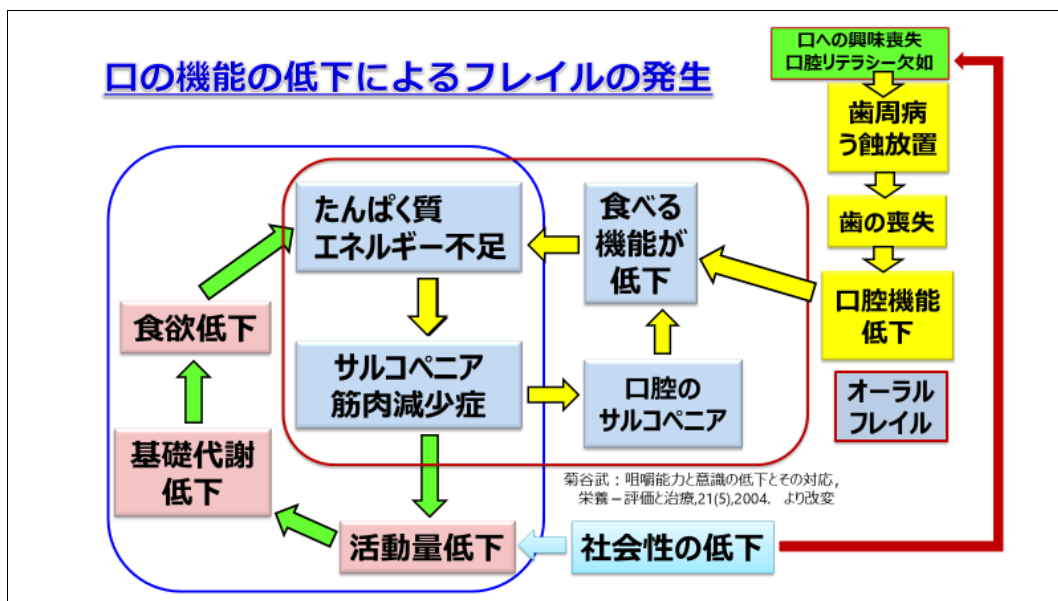 口の機能の低下によるフレイルの発生
口への興味喪失
口腔リテラシー欠如
歯周病
う蝕放置
歯の喪失
口腔機能
低下
オーラル
フレイル
たんぱく質
エネルギー不足
食べる
機能が
低下
サルコペニア
筋肉減少症
口腔の
サルコペニア
食欲低下
基礎代謝
低下
活動量低下
社会性の低下
菊谷武：咀嚼能力と意識の低下とその対応,
栄養－評価と治療,21(5),2004. より改変